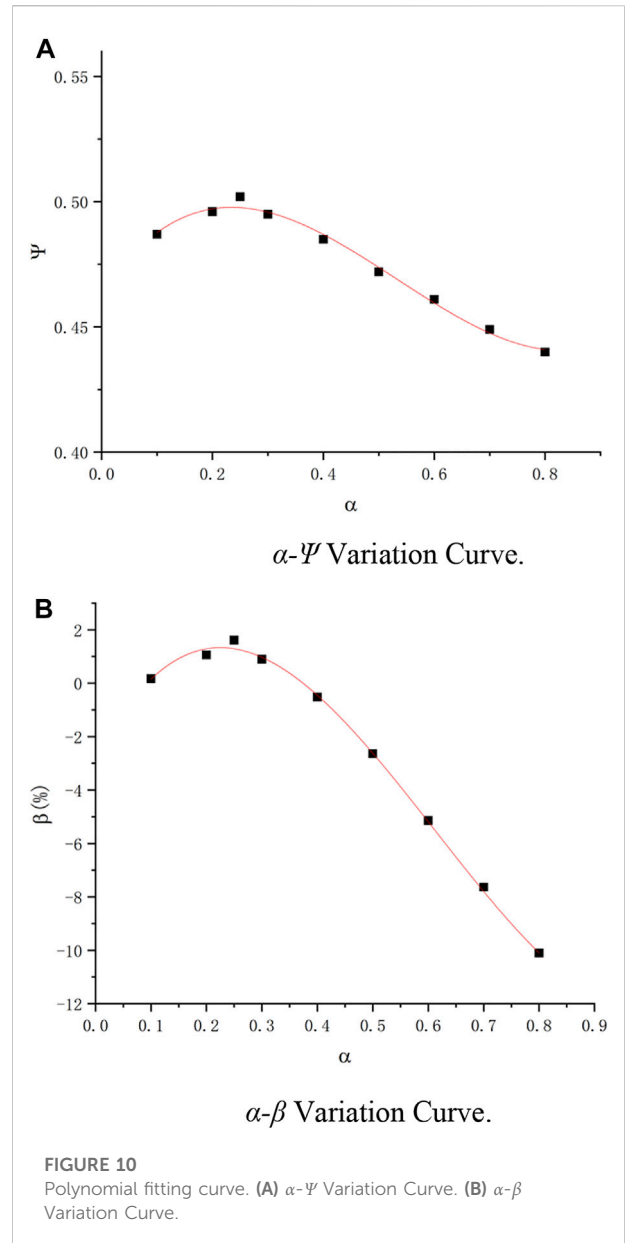 A
0.55
0.50
0.45
0.40
Ψ
0.0 0.2 0.4 0.6 0.8
α
α-Ψ Variation Curve.
B
2
0
-2
-4
-6
-8
-10
-12
β(%)
0.0 0.1 0.2 0.3 0.4 0.5 0.6 0.7 0.8 0.9
α
α-β Variation Curve.
FIGURE 10
Polynomial fitting curve. (A) α-Ψ Variation Curve. (B) α-β
Variation Curve.